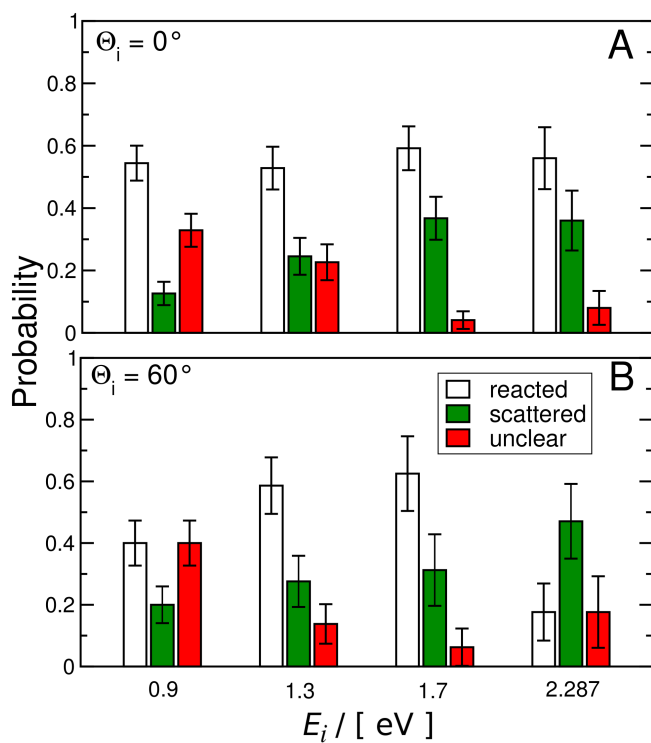 Θi = 0°
A
1
0.8
0.6
0.4
0.2
0
Probability
1
Θi = 60°
B
reacted
scattered
unclear
0.8
0.6
0.4
0.2
0
0.9 1.3 1.7 2.287
Ei / [ eV ]